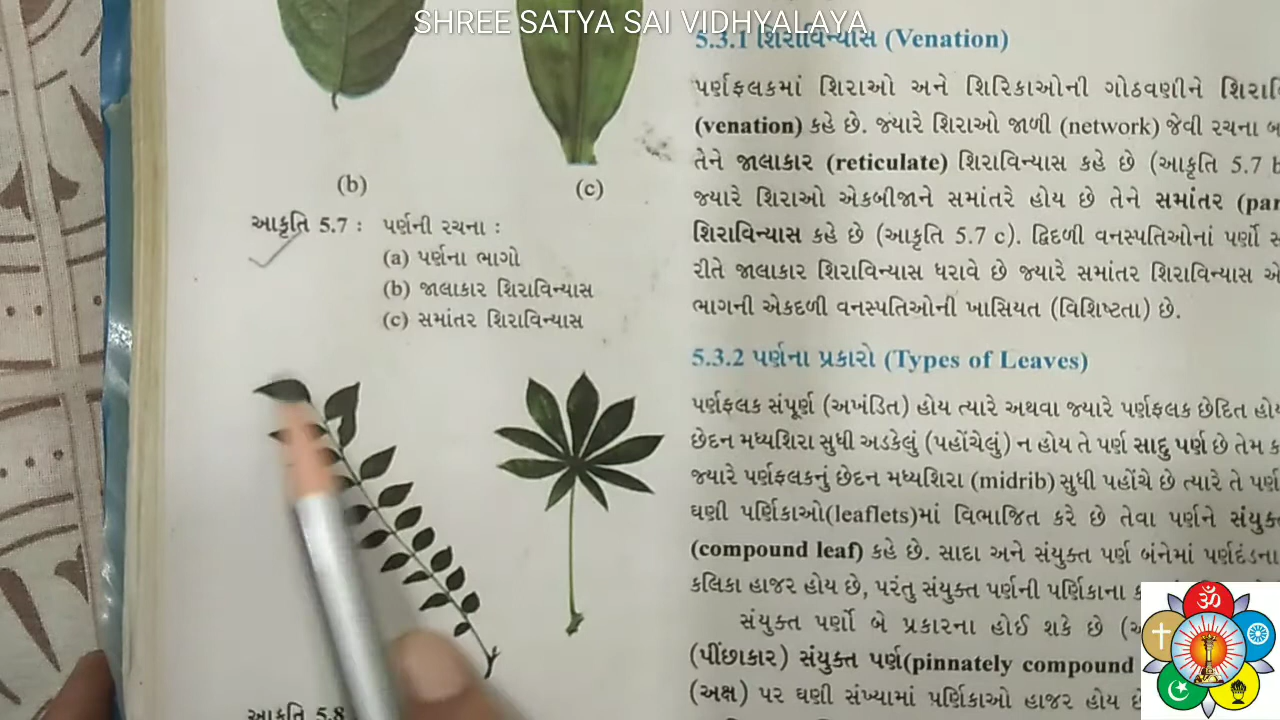 SHREE SATYA SAI VIDHYALAYA
(b)
(c)
આકૃતિ 5.7 : પર્ણની રચના :
(a) પર્ણના ભાગો
(b) જાલાકાર શિરાવિન્યાસ
(c) સમાંતર શિરાવિન્યાસ
આકૃતિ 5.8
5.3.1 શિરાવિન્યાસ (Venation)
પર્ણફલકમાં શિરાઓ અને શિરિકાઓની ગોઠવણીને
(venation) કહે છે. જ્યારે શિરાઓ જાળી (network) જેવી રચના
તેને જાલાકાર (reticulate) શિરાવિન્યાસ કહે છે (આકૃતિ 5.7 b
જ્યારે શિરાઓ એકબીજાને સમાંતરે હોય છે તેને સમાંતર
શિરાવિન્યાસ કહે છે (આકૃતિ 5.7 c). દ્વિદળી વનસ્પતિઓનાં પર્ણો
રીતે જાલાકાર શિરાવિન્યાસ ધરાવે છે જ્યારે સમાંતર શિરાવિન્યાસ
ભાગની એકદળી વનસ્પતિઓની ખાસિયત (વિશિષ્ટતા) છે.
5.3.2 પર્ણના પ્રકારો (Types of Leaves)
પર્ણફલક સંપૂર્ણ (અખંડિત) હોય ત્યારે અથવા જ્યારે પર્ણફલક છેદિત
છેદન મધ્યશિરા સુધી અડકેલું (પહોંચેલું) ન હોય તે પર્ણ સાદુ પર્ણ છે તેમ
જ્યારે પર્ણફલકનું છેદન મધ્યશિરા (midrib) સુધી પહોંચે છે ત્યારે તે
ઘણી પર્ણિકાઓ(leaflets)માં વિભાજિત કરે છે તેવા પર્ણને
(compound leaf) કહે છે. સાદા અને સંયુક્ત પર્ણ બંનેમાં પર્ણદંડના
કલિકા હાજર હોય છે, પરંતુ સંયુક્ત પર્ણની પર્ણિકાના
સંયુક્ત પર્ણો બે પ્રકારના હોઈ શકે છે
(પીંછાકાર) સંયુક્ત પર્ણ(pinnately compound
(અક્ષ) પર ઘણી સંખ્યામાં પર્ણિકાઓ હાજર હોય